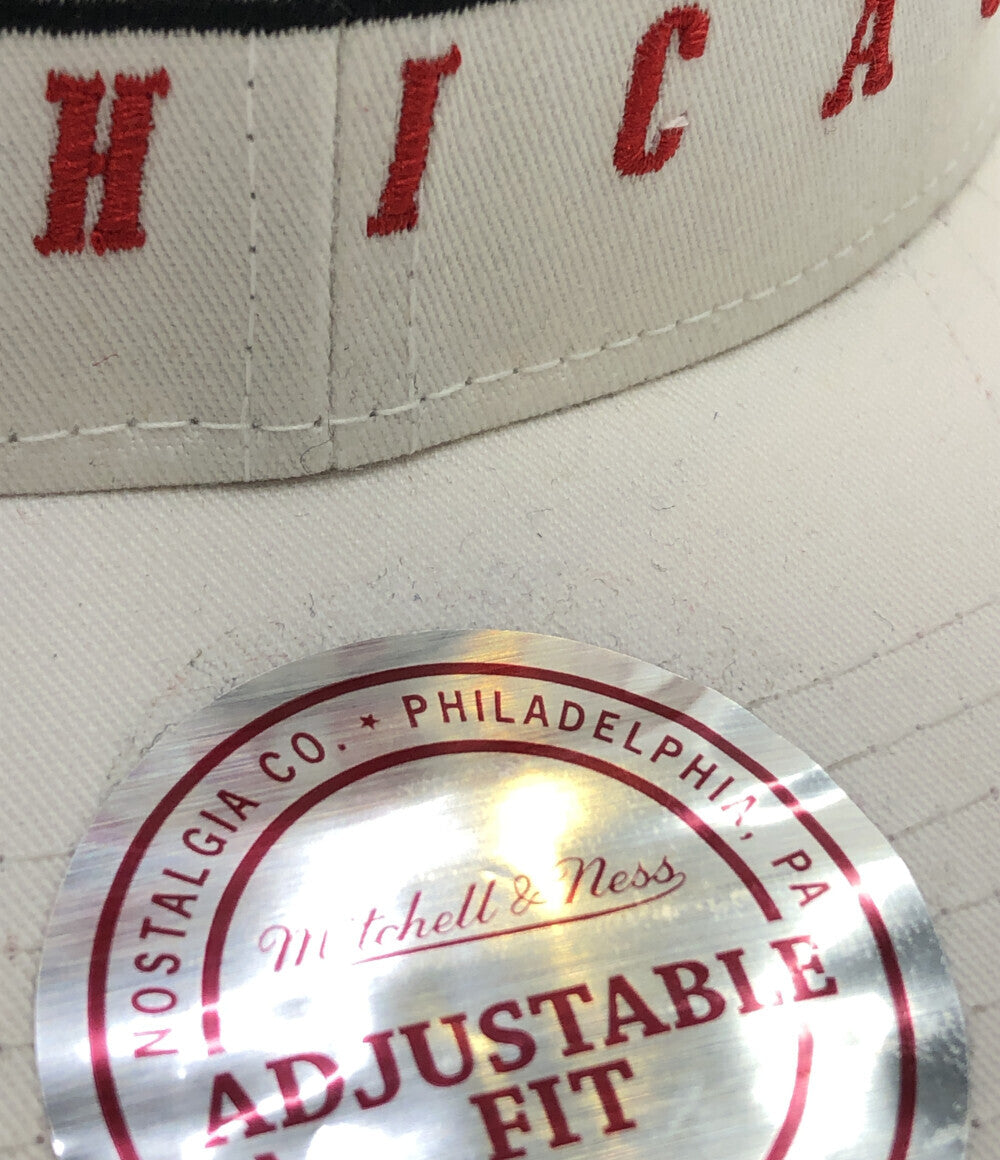 HICA
NOSTALGIA CO. ★ PHILADELPHIA, PA
Mitchell & Ness
ADJUSTABLE
FIT